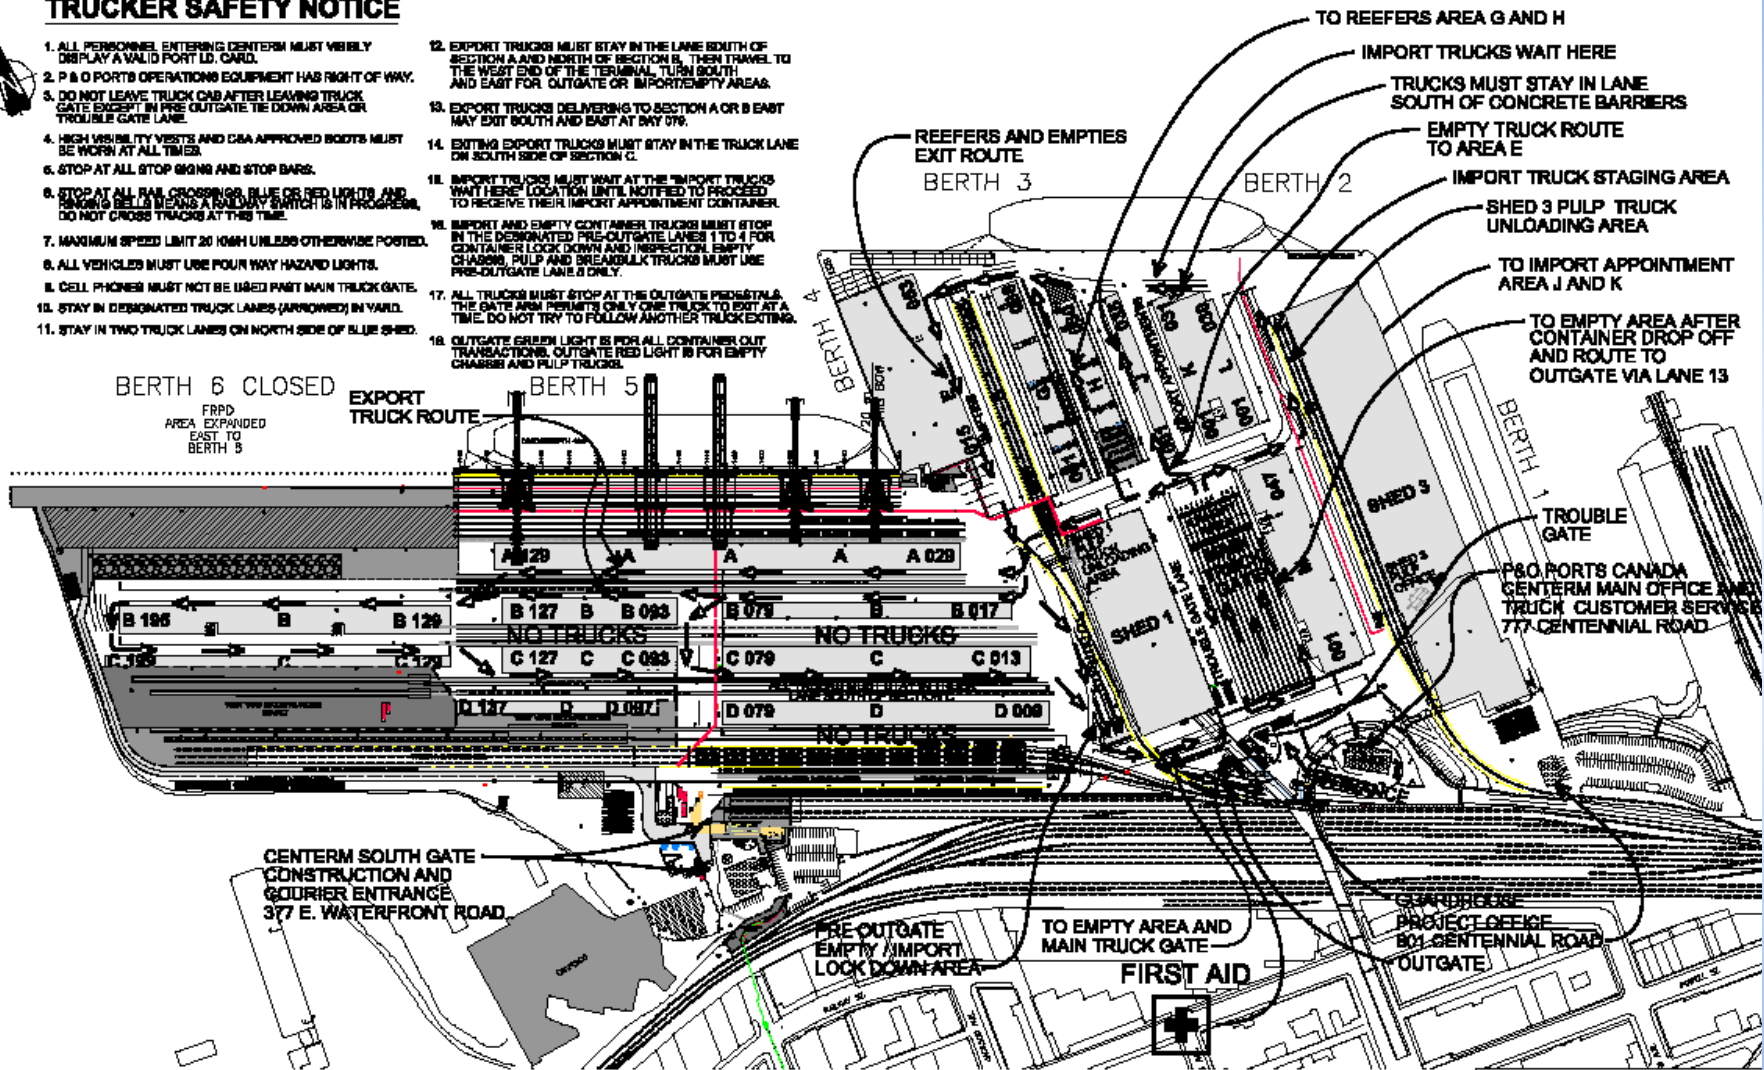 TRUCKER SAFETY NOTICE
1. ALL PERSONNEL ENTERING CENTERM MUST VISIBLY
DISPLAY A VALID PORT I.D. CARD.
2. P & O PORTS OPERATIONS EQUIPMENT HAS RIGHT OF WAY.
3. DO NOT LEAVE TRUCK CAB AFTER LEAVING TRUCK
GATE EXCEPT IN PRE OUTGATE TIE DOWN AREA OR
TROUBLE GATE LANE.
4. HIGH VISIBILITY VESTS AND CSA APPROVED BOOTS MUST
BE WORN AT ALL TIMES.
5. STOP AT ALL STOP SIGNS AND STOP BARS.
6. STOP AT ALL RAIL CROSSINGS, BLUE OR RED LIGHTS AND
RINGING BELLS MEANS A RAILWAY SWITCH IS IN PROGRESS,
DO NOT CROSS TRACKS AT THIS TIME.
7. MAXIMUM SPEED LIMIT 20 KM/H UNLESS OTHERWISE POSTED.
8. ALL VEHICLES MUST USE FOUR WAY HAZARD LIGHTS.
9. CELL PHONES MUST NOT BE USED PAST MAIN TRUCK GATE.
10. STAY IN DESIGNATED TRUCK LANES (ARROWED) IN YARD.
11. STAY IN TWO TRUCK LANES ON NORTH SIDE OF BLUE SHED.
12. EXPORT TRUCKS MUST STAY IN THE LANE SOUTH OF
SECTION A AND NORTH OF SECTION B, THEN TRAVEL TO
THE WEST END OF THE TERMINAL, TURN SOUTH
AND EAST FOR OUTGATE OR IMPORT/EMPTY AREAS.
13. EXPORT TRUCKS DELIVERING TO SECTION A OR B EAST
MAY EXIT SOUTH AND EAST AT BAY 079.
14. EXITING EXPORT TRUCKS MUST STAY IN THE TRUCK LANE
ON SOUTH SIDE OF SECTION C.
15. IMPORT TRUCKS MUST WAIT AT THE "IMPORT TRUCKS
WAIT HERE" LOCATION UNTIL NOTIFIED TO PROCEED
TO RECEIVE THEIR IMPORT APPOINTMENT CONTAINER.
16. IMPORT AND EMPTY CONTAINER TRUCKS MUST STOP
IN THE DESIGNATED PRE-OUTGATE LANES 1 TO 4 FOR
CONTAINER LOCK DOWN AND INSPECTION. EMPTY
CHASSIS, PULP AND BREAKBULK TRUCKS MUST USE
PRE-OUTGATE LANE 5 ONLY.
17. ALL TRUCKS MUST STOP AT THE OUTGATE PEDESTALS.
THE GATE ARM PERMITS ONLY ONE TRUCK TO EXIT AT A
TIME. DO NOT TRY TO FOLLOW ANOTHER TRUCK EXITING.
18. OUTGATE GREEN LIGHT IS FOR ALL CONTAINER OUT
TRANSACTIONS. OUTGATE RED LIGHT IS FOR EMPTY
CHASSIS AND PULP TRUCKS.
TO REEFERS AREA G AND H
IMPORT TRUCKS WAIT HERE
TRUCKS MUST STAY IN LANE
SOUTH OF CONCRETE BARRIERS
EMPTY TRUCK ROUTE
TO AREA E
IMPORT TRUCK STAGING AREA
SHED 3 PULP TRUCK
UNLOADING AREA
TO IMPORT APPOINTMENT
AREA J AND K
TO EMPTY AREA AFTER
CONTAINER DROP OFF
AND ROUTE TO
OUTGATE VIA LANE 13
REEFERS AND EMPTIES
EXIT ROUTE
BERTH 3
BERTH 2
BERTH 4
BERTH 1
BERTH 6 CLOSED
FRPD
AREA EXPANDED
EAST TO
BERTH 5
EXPORT
TRUCK ROUTE
BERTH 5
A 129 A A A A 029
B 195 B B 129
B 127 B B 093
B 079 B B 017
NO TRUCKS
NO TRUCKS
C 195 C C 129
C 127 C C 093
C 079 C C 013
D 127 D D 097
D 079 D D 009
NO TRUCKS
SHED 1
SHED 3
TROUBLE
GATE
P&O PORTS CANADA
CENTERM MAIN OFFICE AND
TRUCK CUSTOMER SERVICE
777 CENTENNIAL ROAD
CENTERM SOUTH GATE
CONSTRUCTION AND
COURIER ENTRANCE
377 E. WATERFRONT ROAD
PRE OUTGATE
EMPTY / IMPORT
LOCK DOWN AREA
TO EMPTY AREA AND
MAIN TRUCK GATE
FIRST AID
GUARDHOUSE
PROJECT OFFICE
801 CENTENNIAL ROAD
OUTGATE